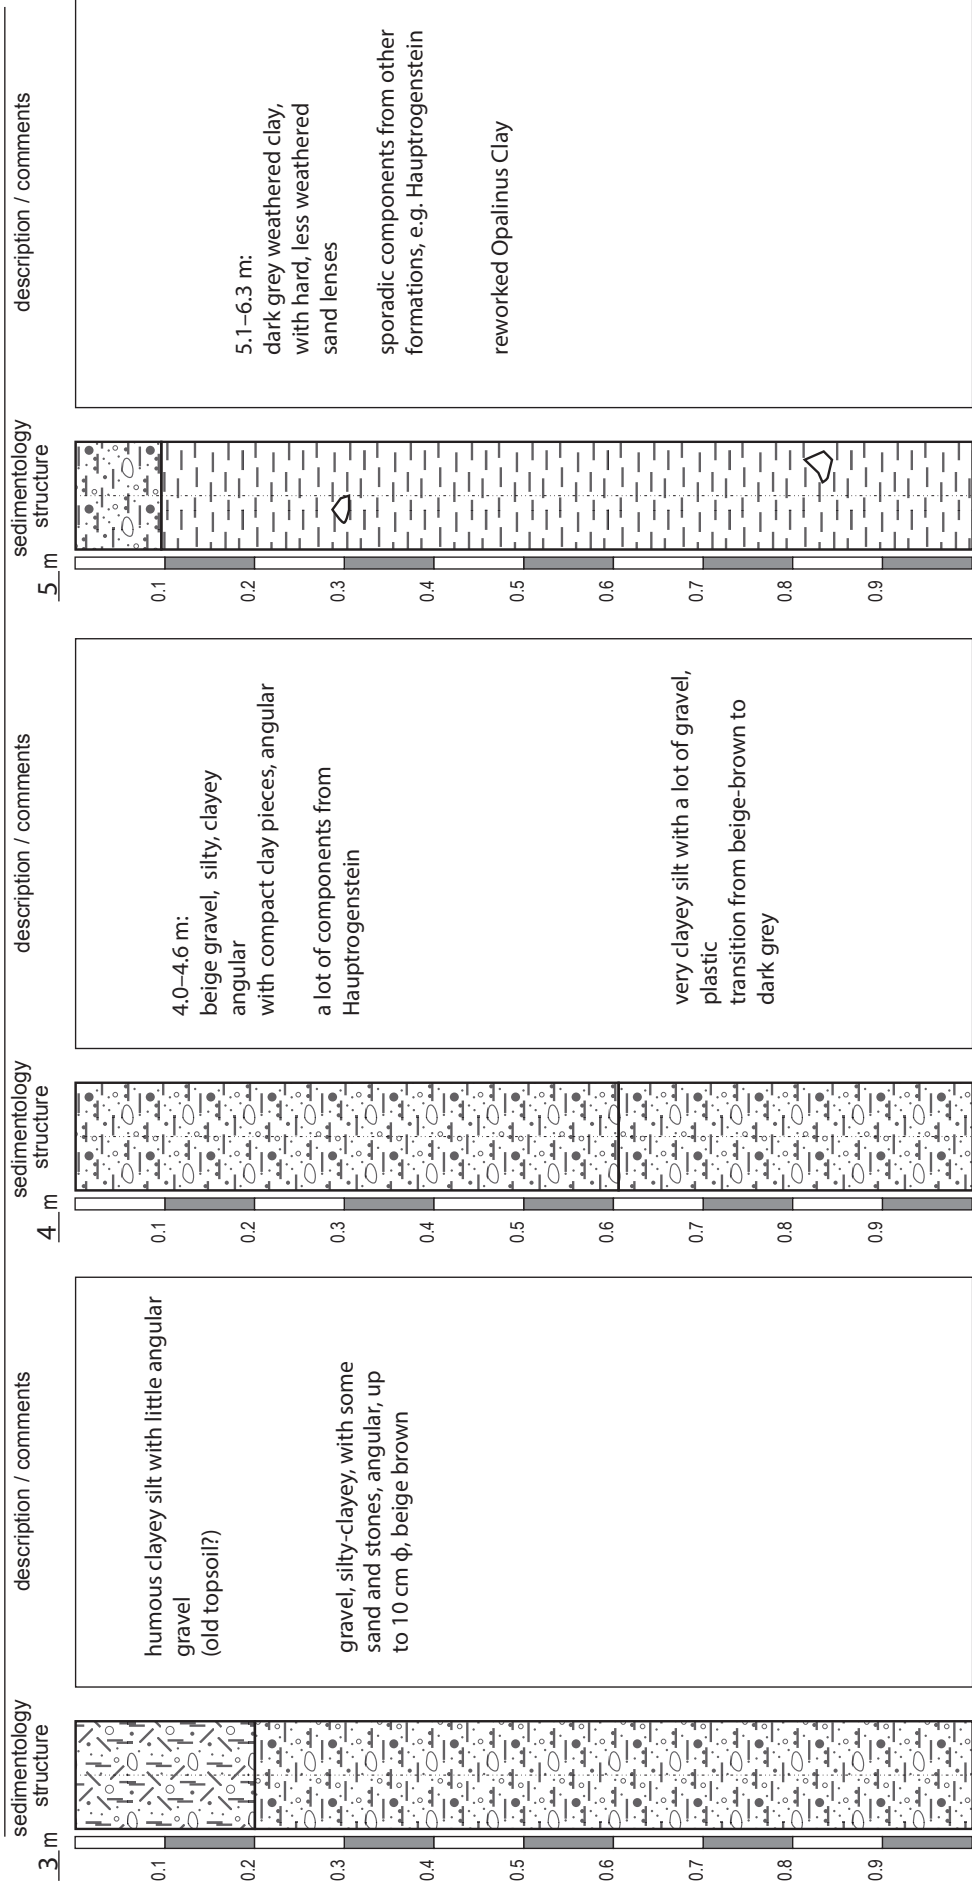 3 m
sedimentology
structure
description / comments
0.1
0.2
0.3
0.4
0.5
0.6
0.7
0.8
0.9
humous clayey silt with little angular
gravel
(old topsoil?)
gravel, silty-clayey, with some
sand and stones, angular, up
to 10 cm ϕ, beige brown
4 m
sedimentology
structure
description / comments
0.1
0.2
0.3
0.4
0.5
0.6
0.7
0.8
0.9
4.0–4.6 m:
beige gravel, silty, clayey
angular
with compact clay pieces, angular
a lot of components from
Hauptrogenstein
very clayey silt with a lot of gravel,
plastic
transition from beige-brown to
dark grey
5 m
sedimentology
structure
description / comments
0.1
0.2
0.3
0.4
0.5
0.6
0.7
0.8
0.9
5.1–6.3 m:
dark grey weathered clay,
with hard, less weathered
sand lenses
sporadic components from other
formations, e.g. Hauptrogenstein
reworked Opalinus Clay